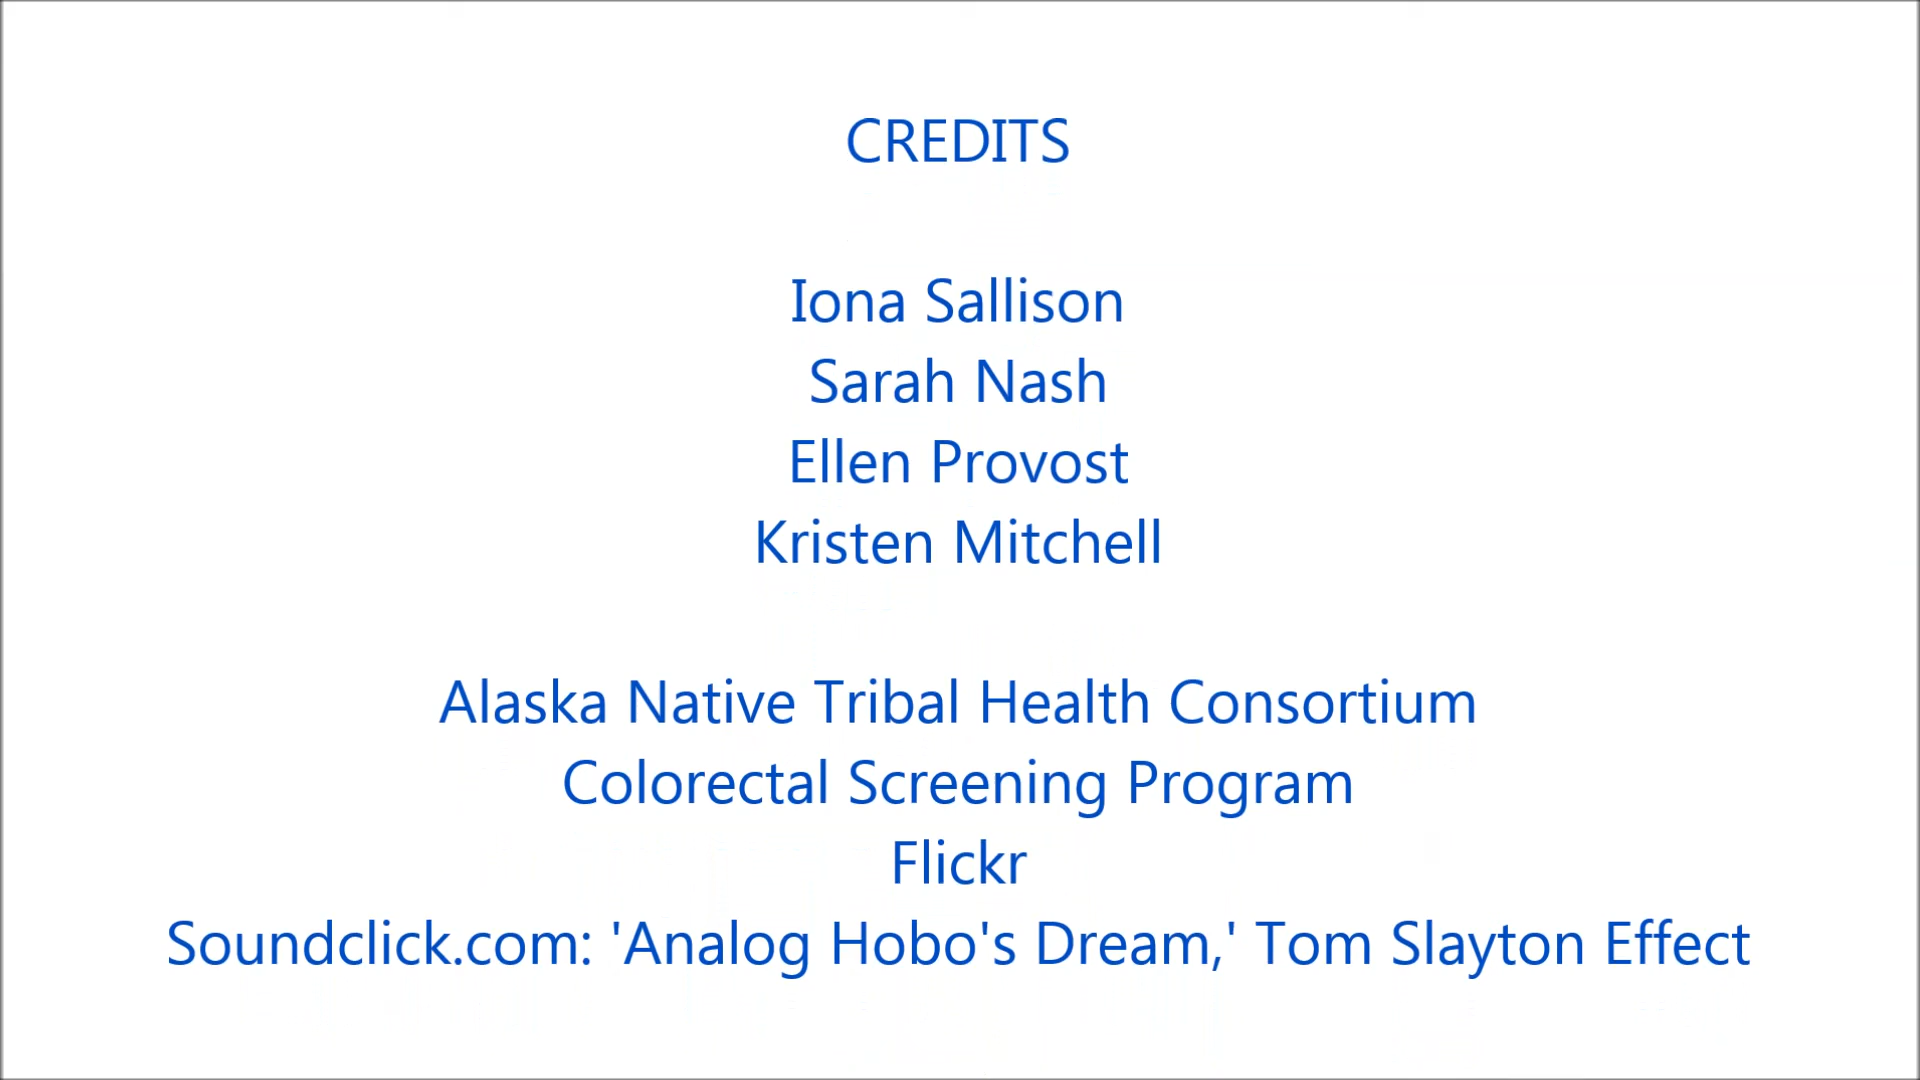 CREDITS
Iona Sallison
Sarah Nash
Ellen Provost
Kristen Mitchell
Alaska Native Tribal Health Consortium
Colorectal Screening Program
Flickr
Soundclick.com: 'Analog Hobo's Dream,' Tom Slayton Effect